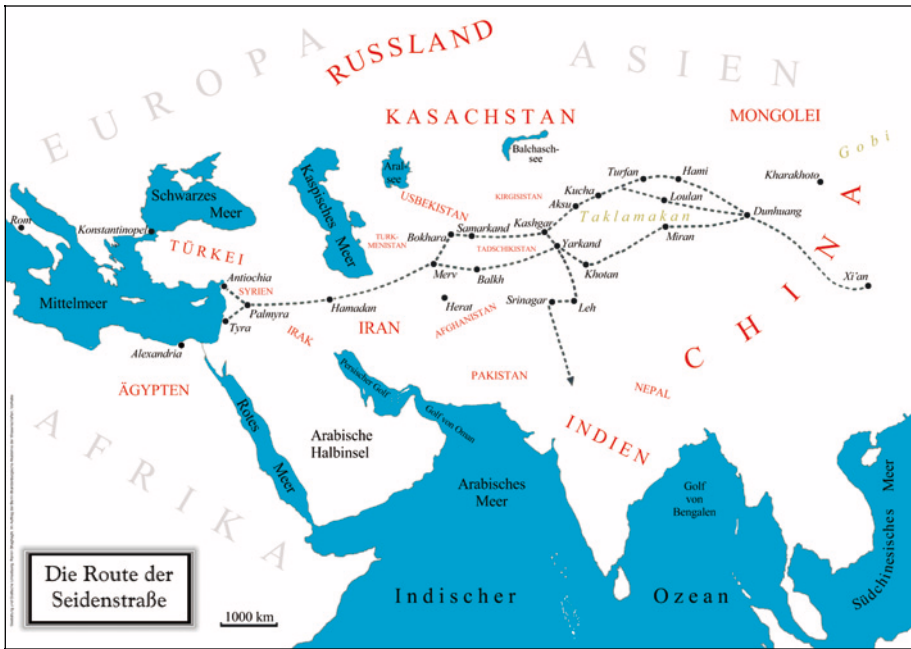 EUROPA
RUSSLAND
ASIEN
KASACHSTAN
MONGOLEI
Gobi
Balchasch-
see
Aral-
see
Kaspisches Meer
Schwarzes
Meer
Turfan
Hami
Kharakhoto
KIRGISISTAN
Kucha
Aksu
Loulan
USBEKISTAN
Taklamakan
Dunhuang
Rom
Konstantinopel
TÜRKEI
TURK-
MENISTAN
Bokhara
Samarkand
Kashgar
TADSCHIKISTAN
Yarkand
Miran
CHINA
Merv
Balkh
Khotan
Xi'an
Antiochia
SYRIEN
Mittelmeer
Palmyra
Hamadan
Herat
Srinagar
Leh
Tyra
IRAK
IRAN
AFGHANISTAN
Alexandria
ÄGYPTEN
Persischer Golf
PAKISTAN
NEPAL
Golf von Oman
INDIEN
AFRIKA
Rotes
Meer
Arabische
Halbinsel
Arabisches
Meer
Golf
von
Bengalen
Südchinesisches Meer
Die Route der
Seidenstraße
1000 km
Indischer Ozean